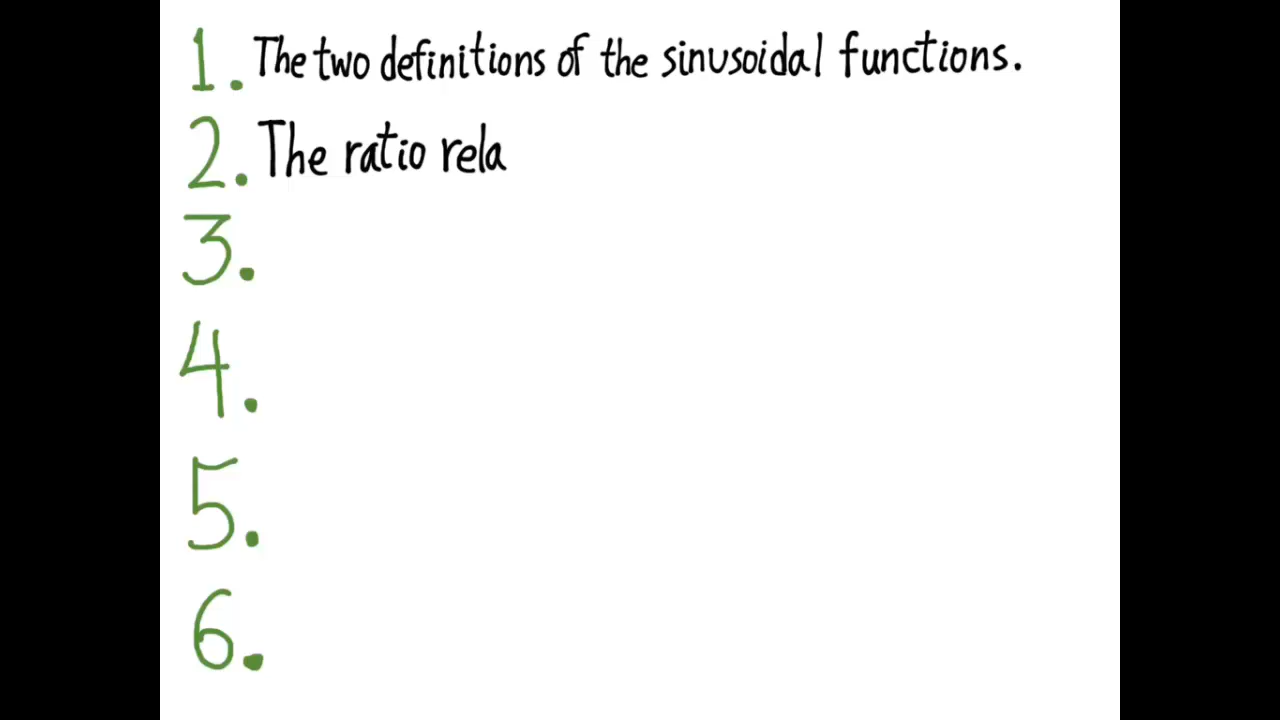 1. The two definitions of the sinusoidal functions.
2. The ratio rela
3.
4.
5.
6.